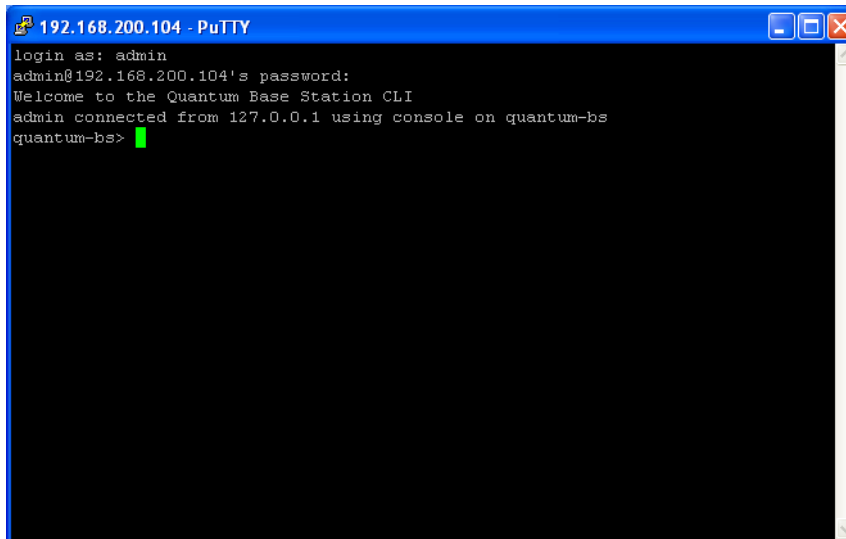 192.168.200.104 - PuTTY
login as: admin
admin@192.168.200.104's password:
Welcome to the Quantum Base Station CLI
admin connected from 127.0.0.1 using console on quantum-bs
quantum-bs>